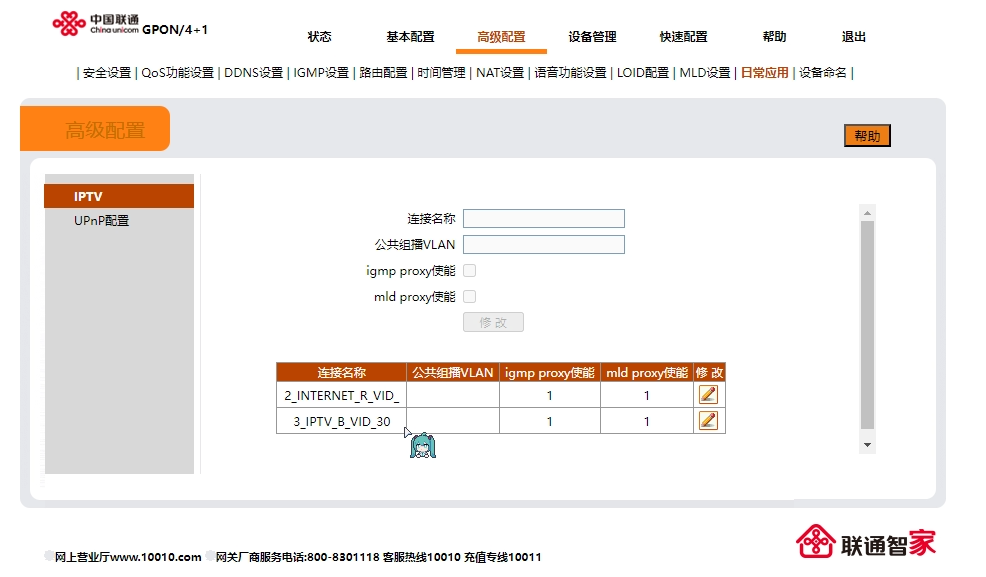 中国联通
China unicom
GPON/4+1
状态 基本配置 高级配置 设备管理 快速配置 帮助 退出
| 安全设置 | QoS功能设置 | DDNS设置 | IGMP设置 | 路由配置 | 时间管理 | NAT设置 | 语音功能设置 | LOID配置 | MLD设置 | 日常应用 | 设备命名 |
高级配置
帮助
IPTV
UPnP配置
连接名称
公共组播VLAN
igmp proxy使能
mld proxy使能
修 改
连接名称 公共组播VLAN igmp proxy使能 mld proxy使能 修 改
2_INTERNET_R_VID_ 1 1
3_IPTV_B_VID_30 1 1
网上营业厅www.10010.com 网关厂商服务电话:800-8301118 客服热线10010 充值专线10011
联通智家